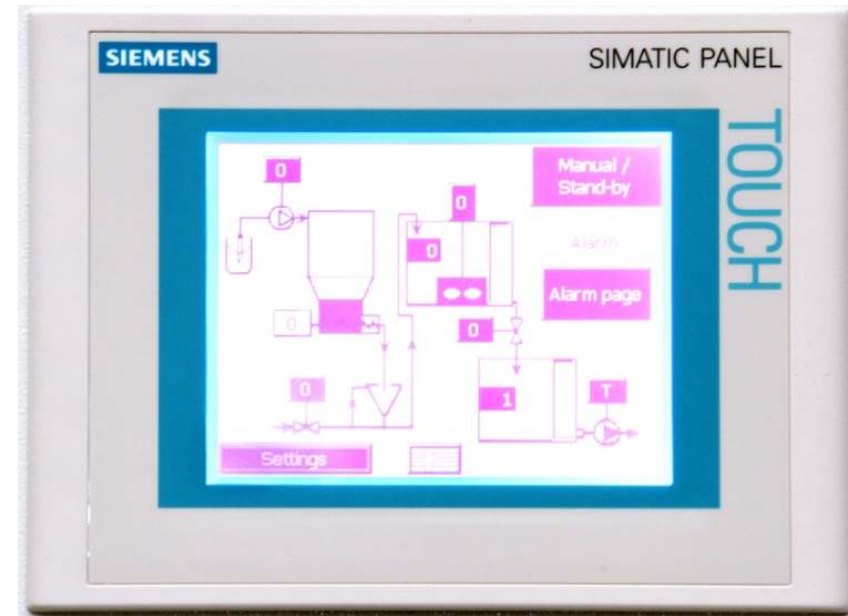 SIEMENS
SIMATIC PANEL
TOUCH
0
Manual /
Stand-by
0
0
Alarm
Alarm page
0
0
0
1
T
Settings